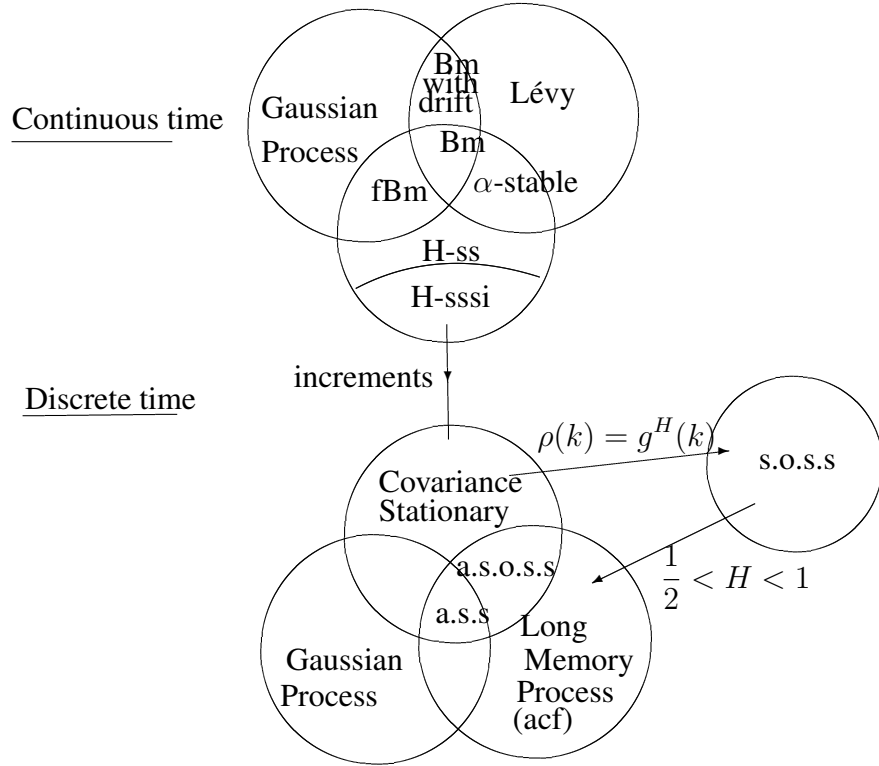 Bm
with
drift
Lévy
Gaussian
Process
Continuous time
Bm
fBm
α-stable
H-ss
H-sssi
increments
Discrete time
ρ(k) = g^H(k)
s.o.s.s
Covariance
Stationary
a.s.o.s.s
1/2 < H < 1
a.s.s
Long
Memory
Process
(acf)
Gaussian
Process